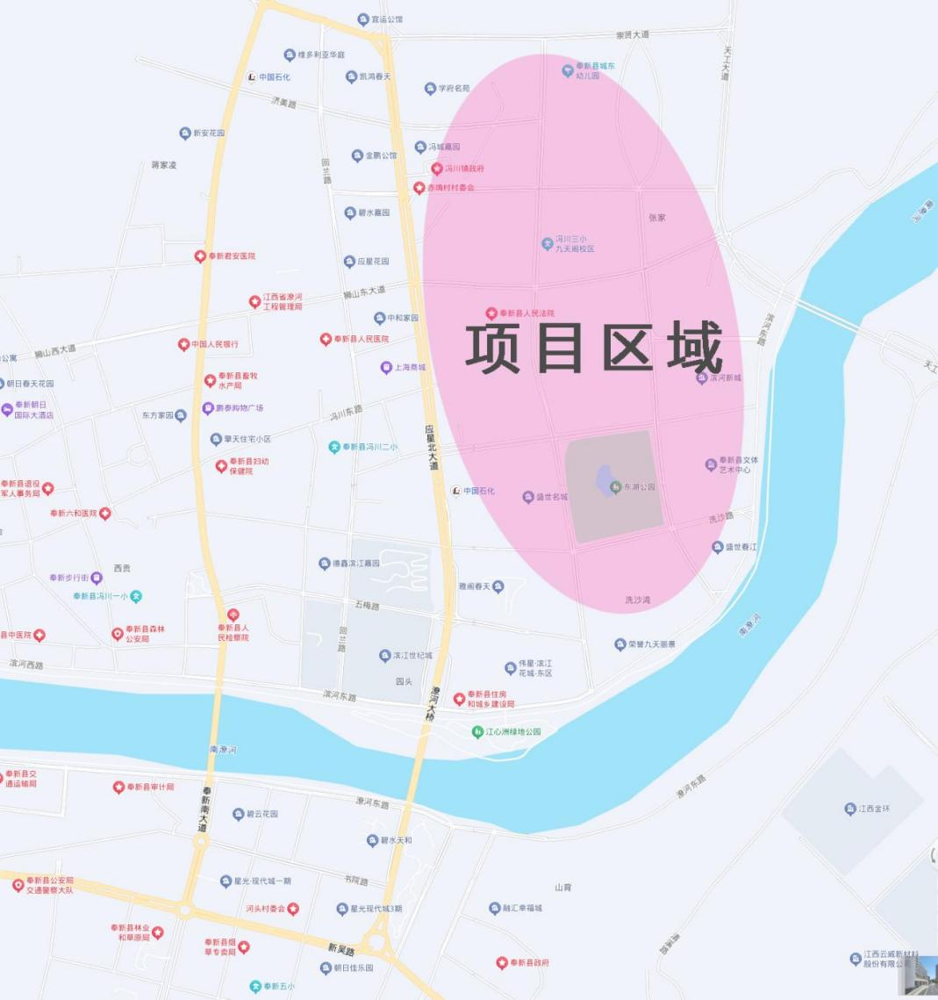 宜运公馆
崇贤大道
天工大道
维多利亚华庭
奉新县城东
幼儿园
中国石化
凯鸿春天
学府名苑
济美路
新安花园
冯城嘉园
金鹏公馆
蒋家凌
回兰路
冯川镇政府
赤角村村委会
碧水嘉园
张家
潦河
冯川三小
九天阁校区
奉新君安医院
应星花园
狮山东大道
江西省潦河
工程管理局
中和家园
奉新县人民法院
滨河东路
项目区域
奉新县人民医院
中国人民银行
狮山西大道
公寓
上海商城
天工
滨河新城
奉新县畜牧
水产局
朝日春天花园
奉新朝日
国际大酒店
鹏泰购物广场
东方家园
冯川东路
擎天住宅小区
应星北大道
奉新县冯川二小
奉新县妇幼
保健院
奉新县文体
艺术中心
奉新县退役
军人事务局
中国石化
盛世名城
东湖公园
奉新六和医院
洗沙路
盛世春江
德鑫滨江嘉园
西贡
奉新步行街
雅阁春天
奉新县冯川一小
洗沙湾
五梅路
南潦河
奉新县人
民检察院
县中医院
奉新县森林
公安局
回兰路
荣誉九天丽景
滨江世纪城
滨河西路
伟星·滨江
花城-东区
园头
滨河东路
潦河大桥
奉新县住房
和城乡建设局
江心洲绿地公园
南潦河
奉新县交
通运输局
奉新县审计局
潦河东路
奉新南大道
潦河东路
碧云花园
江西金环
碧水天和
奉新县公安局
交通警察大队
星光·现代城一期
书院路
山背
河头村委会
星光现代城3期
融汇幸福城
奉新县林业
和草原局
奉新县烟
草专卖局
新吴路
奉新县政府
江西云威新材料
股份有限公
朝日佳乐园
奉新五小